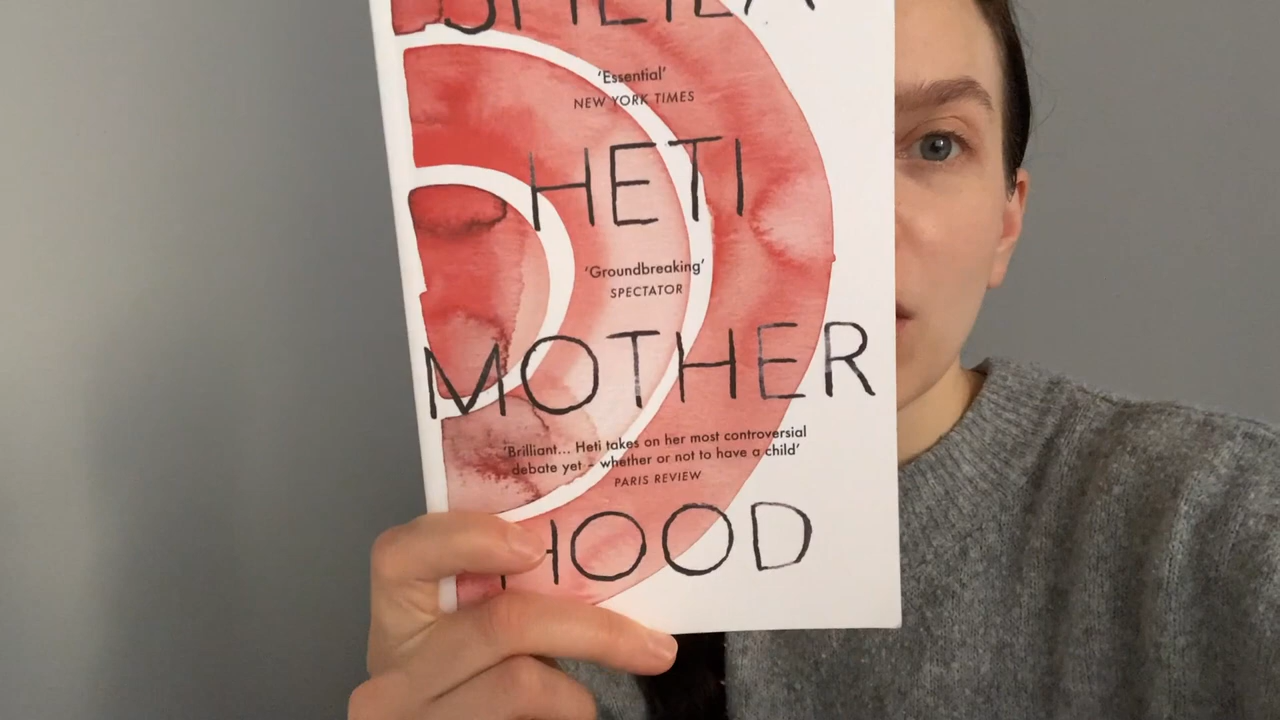 SHEILA
'Essential'
NEW YORK TIMES
HETI
'Groundbreaking'
SPECTATOR
MOTHER
'Brilliant... Heti takes on her most controversial
debate yet – whether or not to have a child'
PARIS REVIEW
HOOD